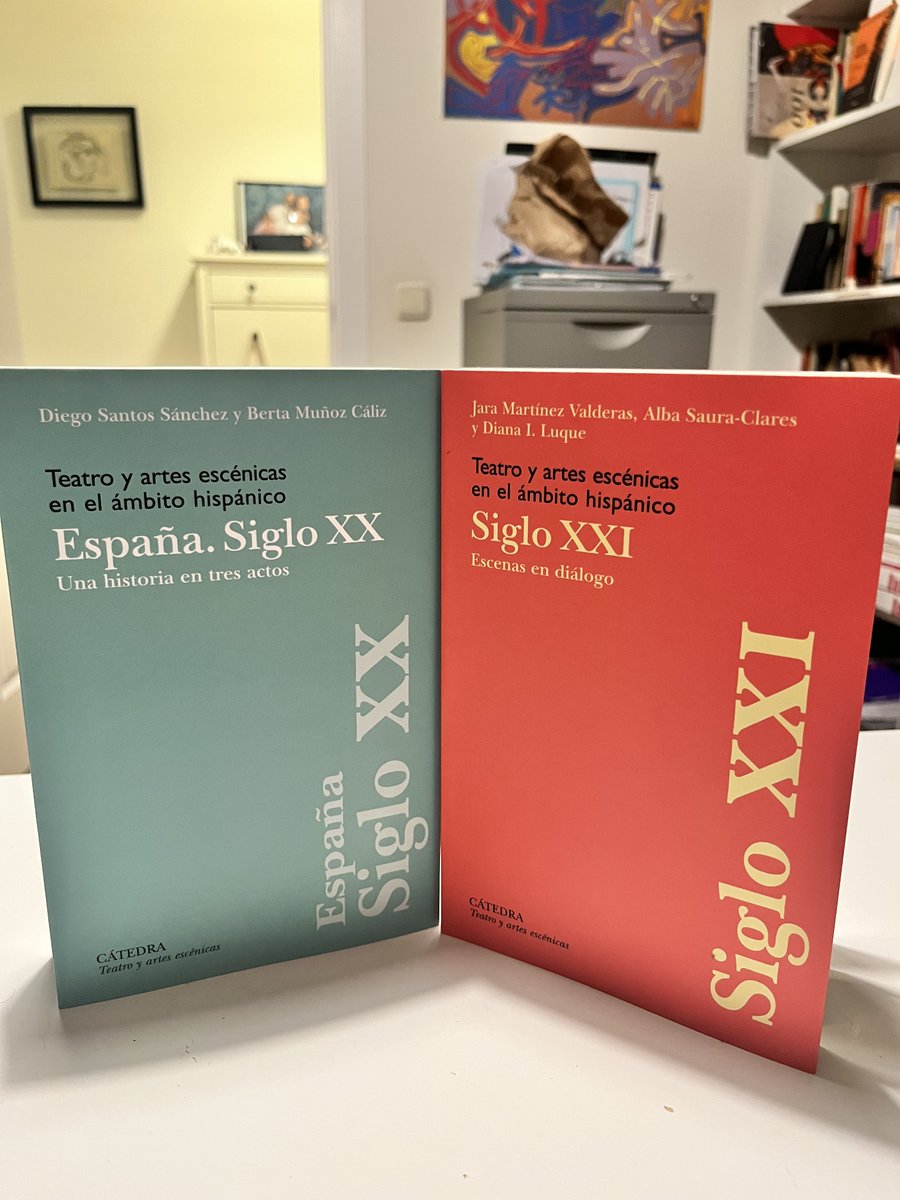 Diego Santos Sánchez y Berta Muñoz Cáliz
Teatro y artes escénicas
en el ámbito hispánico
España. Siglo XX
Una historia en tres actos
España
Siglo XX
CÁTEDRA
Teatro y artes escénicas
Jara Martínez Valderas, Alba Saura-Clares
y Diana I. Luque
Teatro y artes escénicas
en el ámbito hispánico
Siglo XXI
Escenas en diálogo
Siglo XXI
CÁTEDRA
Teatro y artes escénicas